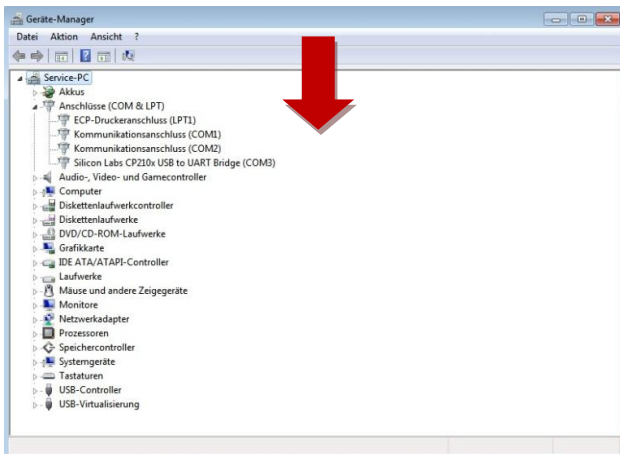 Geräte-Manager
Datei Aktion Ansicht ?
Service-PC
Akkus
Anschlüsse (COM & LPT)
ECP-Druckeranschluss (LPT1)
Kommunikationsanschluss (COM1)
Kommunikationsanschluss (COM2)
Silicon Labs CP210x USB to UART Bridge (COM3)
Audio-, Video- und Gamecontroller
Computer
Diskettenlaufwerkcontroller
Diskettenlaufwerke
DVD/CD-ROM-Laufwerke
Grafikkarte
IDE ATA/ATAPI-Controller
Laufwerke
Mäuse und andere Zeigegeräte
Monitore
Netzwerkadapter
Prozessoren
Speichercontroller
Systemgeräte
Tastaturen
USB-Controller
USB-Virtualisierung